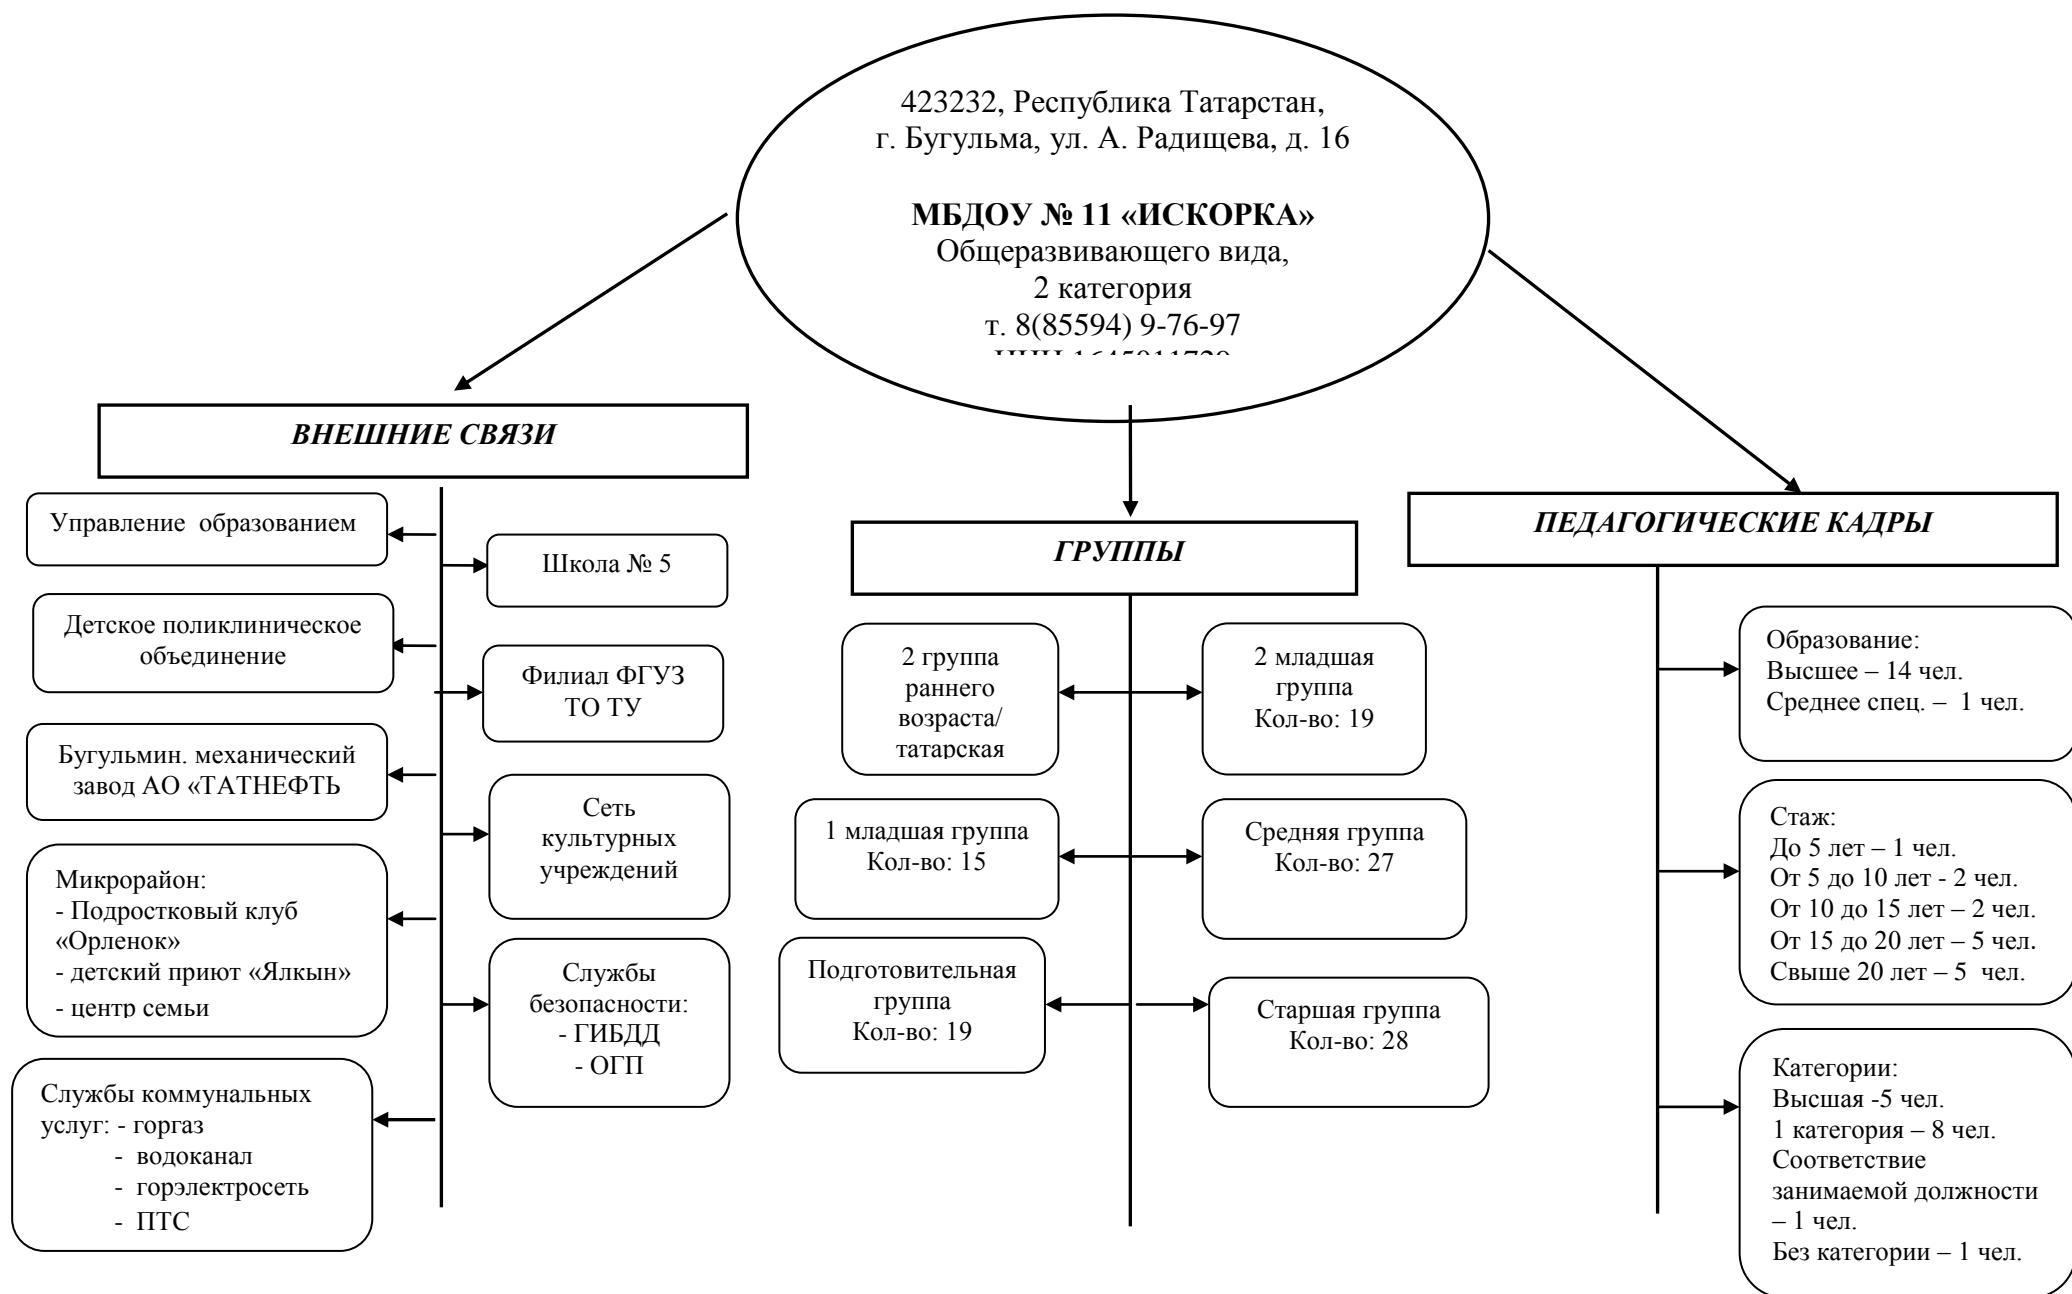 423232, Республика Татарстан,
г. Бугульма, ул. А. Радищева, д. 16
МБДОУ № 11 «ИСКОРКА»
Общеразвивающего вида,
2 категория
т. 8(85594) 9-76-97
ВНЕШНИЕ СВЯЗИ
Управление образованием
Школа № 5
Детское поликлиническое
объединение
Филиал ФГУЗ
ТО ТУ
Бугульмин. механический
завод АО «ТАТНЕФТЬ
Сеть
культурных
учреждений
Микрорайон:
- Подростковый клуб
«Орленок»
- детский приют «Ялкын»
- центр семьи
Службы
безопасности:
- ГИБДД
- ОГП
Службы коммунальных
услуг: - горгаз
- водоканал
- горэлектросеть
- ПТС
ГРУППЫ
2 группа
раннего
возраста/
татарская
2 младшая
группа
Кол-во: 19
1 младшая группа
Кол-во: 15
Средняя группа
Кол-во: 27
Подготовительная
группа
Кол-во: 19
Старшая группа
Кол-во: 28
ПЕДАГОГИЧЕСКИЕ КАДРЫ
Образование:
Высшее – 14 чел.
Среднее спец. – 1 чел.
Стаж:
До 5 лет – 1 чел.
От 5 до 10 лет - 2 чел.
От 10 до 15 лет – 2 чел.
От 15 до 20 лет – 5 чел.
Свыше 20 лет – 5 чел.
Категории:
Высшая -5 чел.
1 категория – 8 чел.
Соответствие
занимаемой должности
– 1 чел.
Без категории – 1 чел.